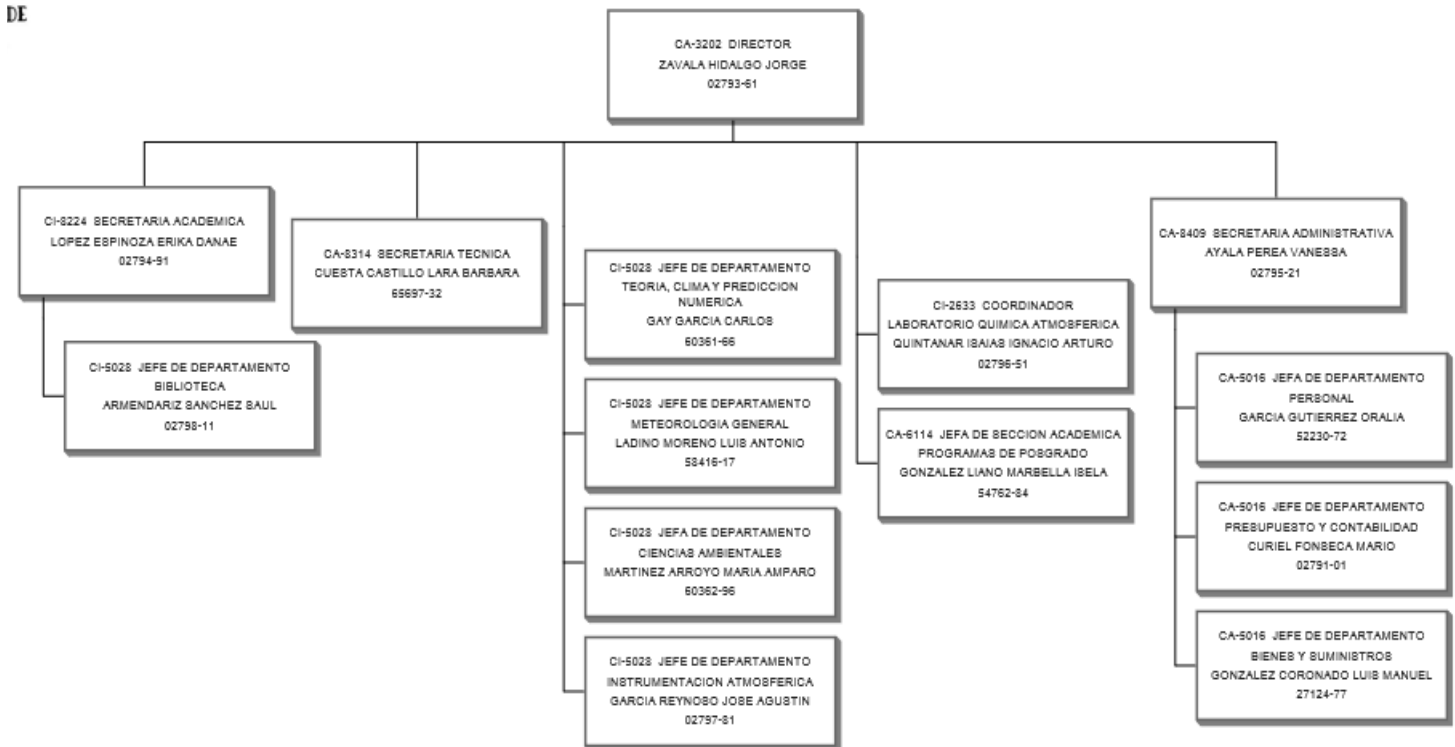 DE
CA-3202 DIRECTOR
ZAVALA HIDALGO JORGE
02793-61
CI-8224 SECRETARIA ACADEMICA
LOPEZ ESPINOZA ERIKA DANAE
02794-91
CI-5028 JEFE DE DEPARTAMENTO
BIBLIOTECA
ARMENDARIZ SANCHEZ SAUL
02798-11
CA-8314 SECRETARIA TECNICA
CUESTA CASTILLO LARA BARBARA
65697-32
CI-5028 JEFE DE DEPARTAMENTO
TEORIA, CLIMA Y PREDICCION
NUMERICA
GAY GARCIA CARLOS
60361-66
CI-5028 JEFE DE DEPARTAMENTO
METEOROLOGIA GENERAL
LADINO MORENO LUIS ANTONIO
58416-17
CI-5028 JEFA DE DEPARTAMENTO
CIENCIAS AMBIENTALES
MARTINEZ ARROYO MARIA AMPARO
60362-96
CI-5028 JEFE DE DEPARTAMENTO
INSTRUMENTACION ATMOSFERICA
GARCIA REYNOSO JOSE AGUSTIN
02797-81
CI-2633 COORDINADOR
LABORATORIO QUIMICA ATMOSFERICA
QUINTANAR ISAIAS IGNACIO ARTURO
02796-51
CA-6114 JEFA DE SECCION ACADEMICA
PROGRAMAS DE POSGRADO
GONZALEZ LIANO MARBELLA ISELA
54762-84
CA-8409 SECRETARIA ADMINISTRATIVA
AYALA PEREA VANESSA
02795-21
CA-5016 JEFA DE DEPARTAMENTO
PERSONAL
GARCIA GUTIERREZ ORALIA
52230-72
CA-5016 JEFE DE DEPARTAMENTO
PRESUPUESTO Y CONTABILIDAD
CURIEL FONSECA MARIO
02791-01
CA-5016 JEFE DE DEPARTAMENTO
BIENES Y SUMINISTROS
GONZALEZ CORONADO LUIS MANUEL
27124-77